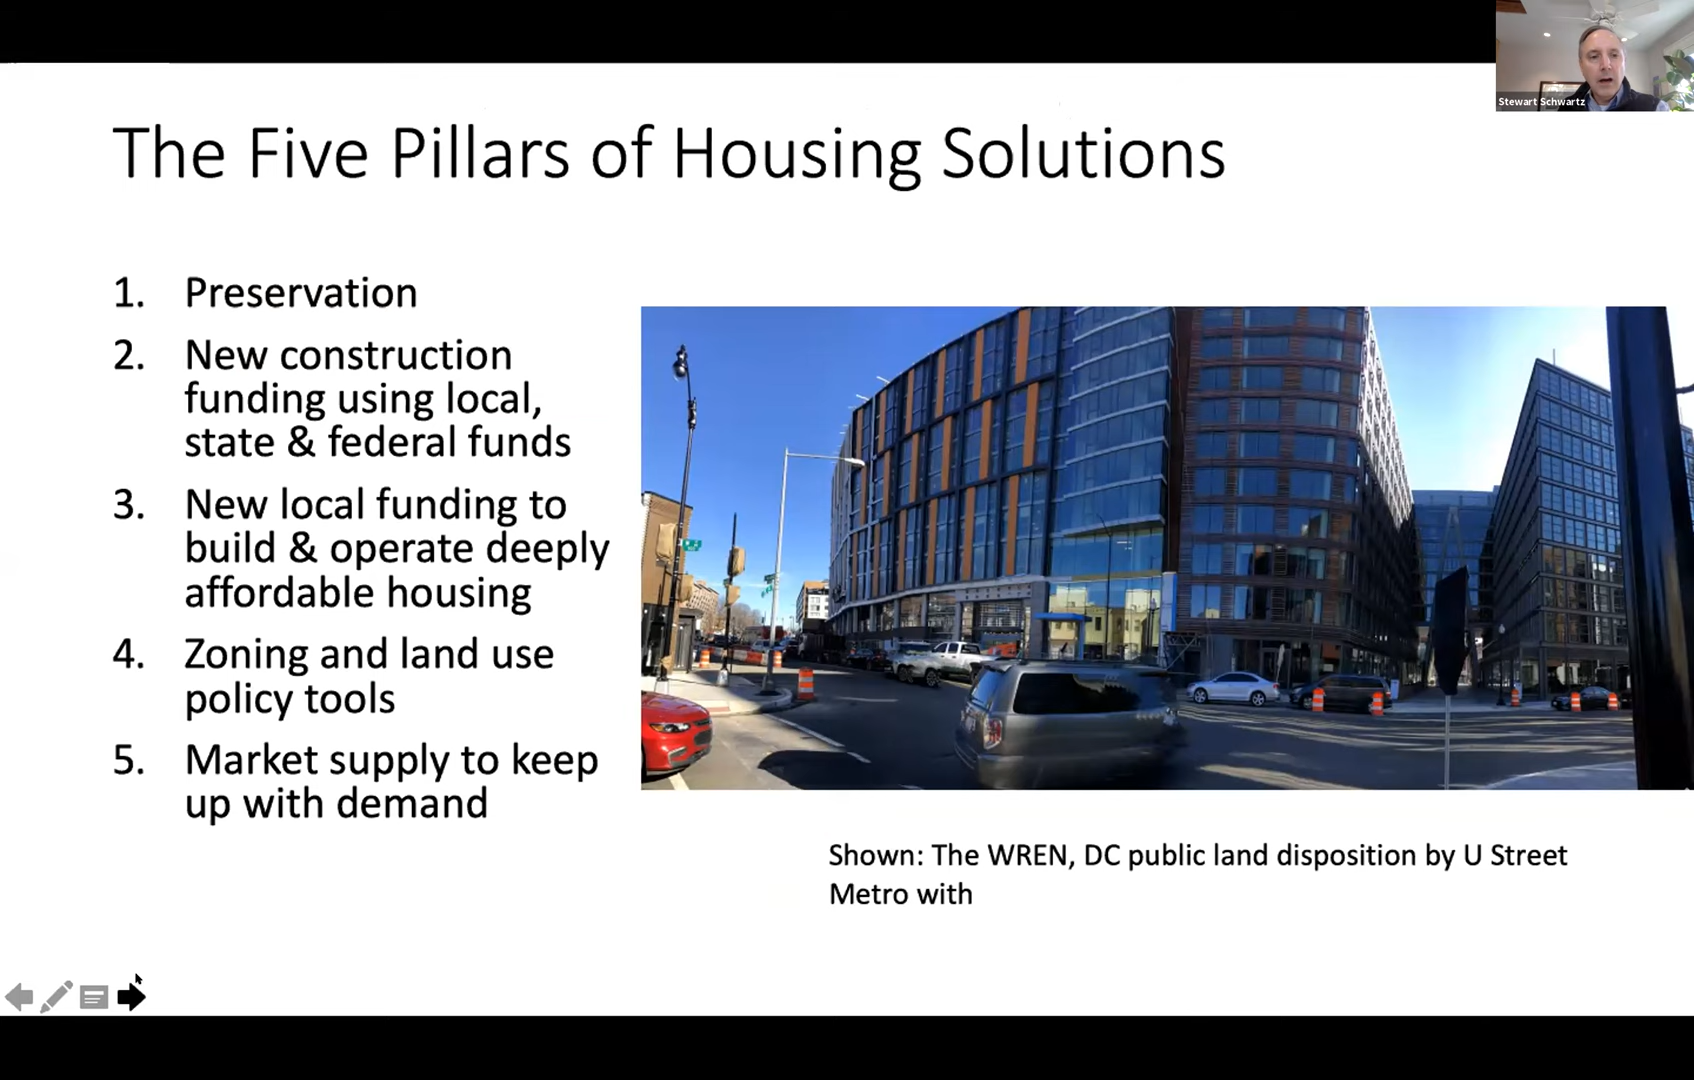 Stewart Schwartz
The Five Pillars of Housing Solutions
1. Preservation
2. New construction
funding using local,
state & federal funds
3. New local funding to
build & operate deeply
affordable housing
4. Zoning and land use
policy tools
5. Market supply to keep
up with demand
Shown: The WREN, DC public land disposition by U Street
Metro with